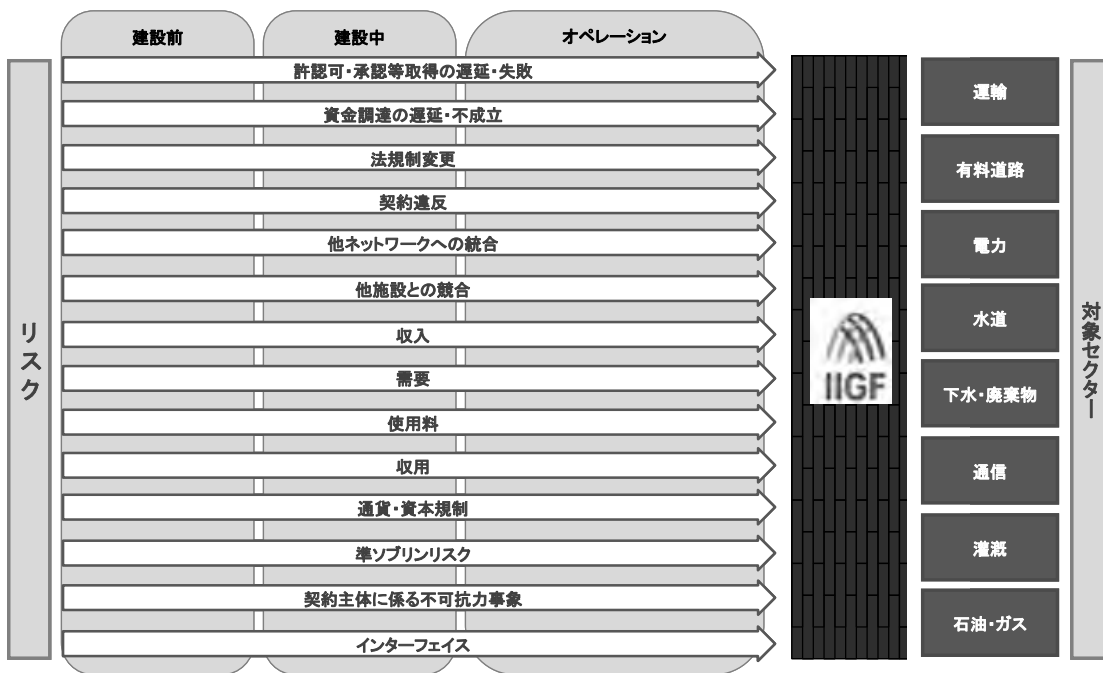 建設前
建設中
オペレーション
リスク
許認可・承認等取得の遅延・失敗
資金調達の遅延・不成立
法規制変更
契約違反
他ネットワークへの統合
他施設との競合
収入
需要
使用料
収用
通貨・資本規制
準ソブリンリスク
契約主体に係る不可抗力事象
インターフェイス
IIGF
運輸
有料道路
電力
水道
下水・廃棄物
通信
灌漑
石油・ガス
対象セクター